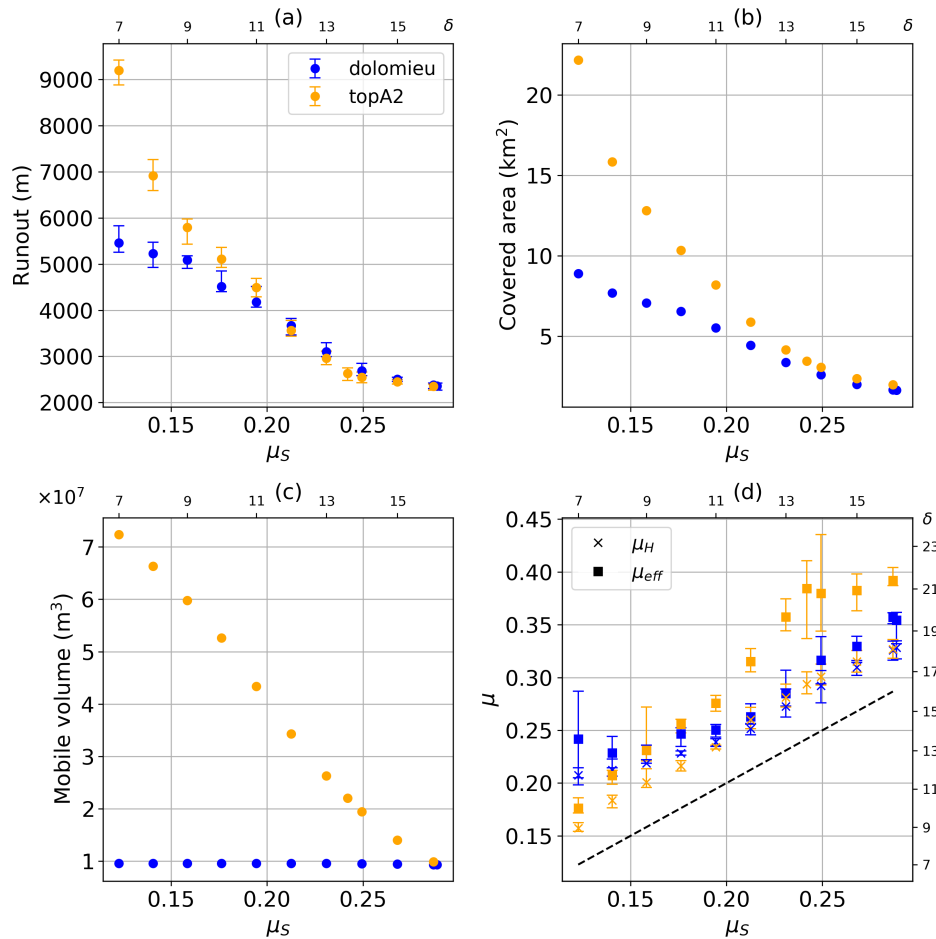 (a)
7 9 11 13 15 δ
dolomieu
topA2
9000
8000
7000
6000
5000
4000
3000
2000
Runout (m)
0.15 0.20 0.25
μS
(b)
7 9 11 13 15 δ
20
15
10
5
Covered area (km²)
0.15 0.20 0.25
μS
×10⁷
(c)
7 9 11 13 15
7
6
5
4
3
2
1
Mobile volume (m³)
0.15 0.20 0.25
μS
(d)
7 9 11 13 15
μH
μeff
0.45
0.40
0.35
0.30
0.25
0.20
0.15
μ
δ
23
21
19
17
15
13
11
9
7
0.15 0.20 0.25
μS